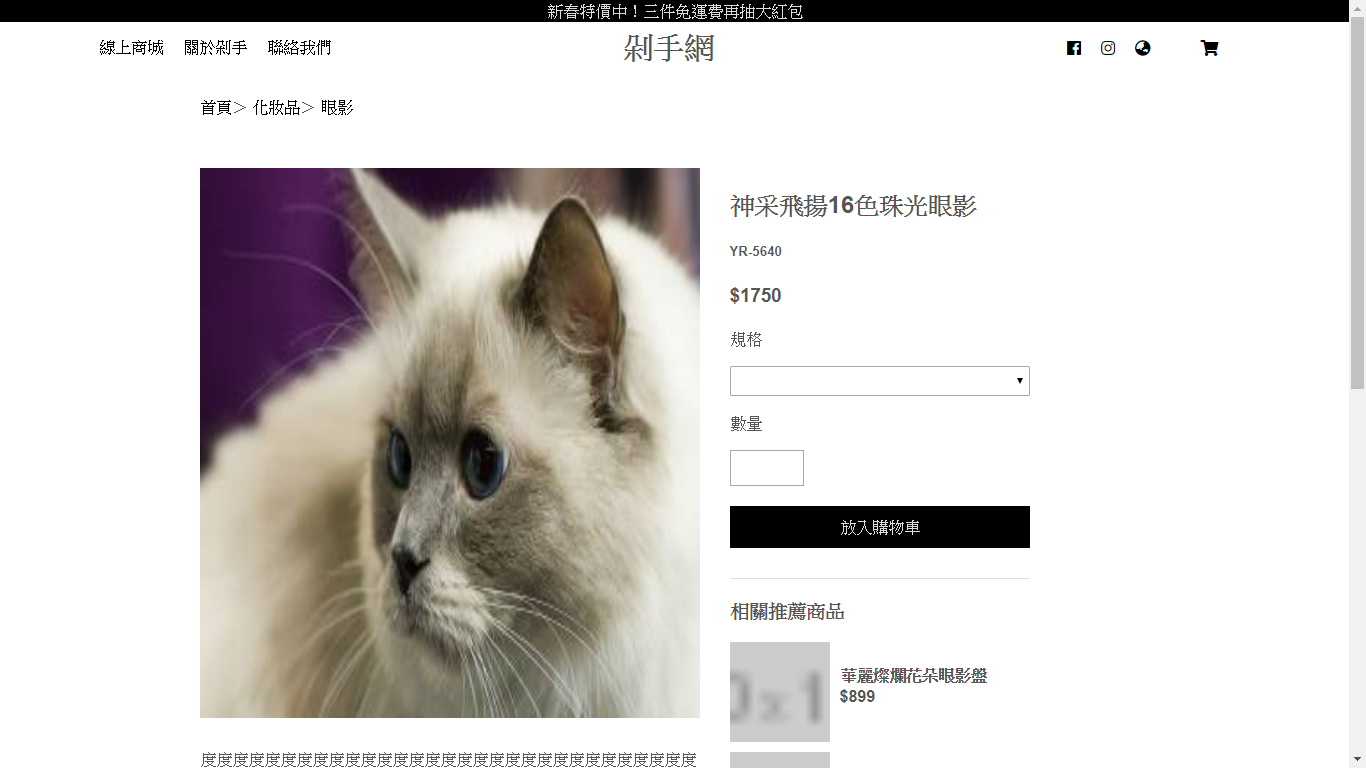 新春特價中！三件免運費再抽大紅包
線上商城 關於剁手 聯絡我們
剁手網
首頁＞ 化妝品＞ 眼影
神采飛揚16色珠光眼影
YR-5640
$1750
規格
數量
放入購物車
相關推薦商品
0x1
華麗燦爛花朵眼影盤
$899
度度度度度度度度度度度度度度度度度度度度度度度度度度度度度度度